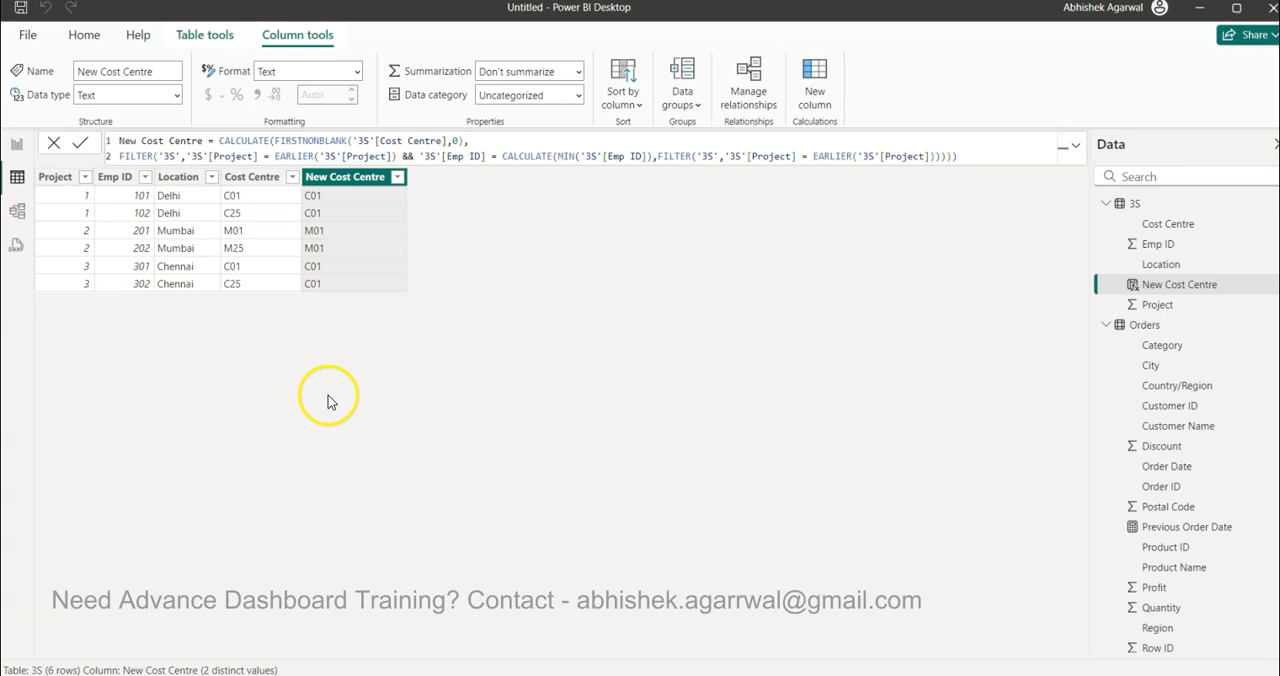 Untitled - Power BI Desktop
Abhishek Agarwal
File Home Help Table tools Column tools
Share
Name New Cost Centre
Format Text
Summarization Don't summarize
Data type Text
$ % Auto
Data category Uncategorized
Sort by column
Data groups
Manage relationships
New column
Structure Formatting Properties Sort Groups Relationships Calculations
1 New Cost Centre = CALCULATE(FIRSTNONBLANK('3S'[Cost Centre],0),
2 FILTER('3S','3S'[Project] = EARLIER('3S'[Project]) && '3S'[Emp ID] = CALCULATE(MIN('3S'[Emp ID]),FILTER('3S','3S'[Project] = EARLIER('3S'[Project])))))
Project Emp ID Location Cost Centre New Cost Centre
1 101 Delhi C01 C01
1 102 Delhi C25 C01
2 201 Mumbai M01 M01
2 202 Mumbai M25 M01
3 301 Chennai C01 C01
3 302 Chennai C25 C01
Data
Search
3S
Cost Centre
Emp ID
Location
New Cost Centre
Project
Orders
Category
City
Country/Region
Customer ID
Customer Name
Discount
Order Date
Order ID
Postal Code
Previous Order Date
Product ID
Product Name
Profit
Quantity
Region
Row ID
Need Advance Dashboard Training? Contact - abhishek.agarrwal@gmail.com
Table: 3S (6 rows) Column: New Cost Centre (2 distinct values)